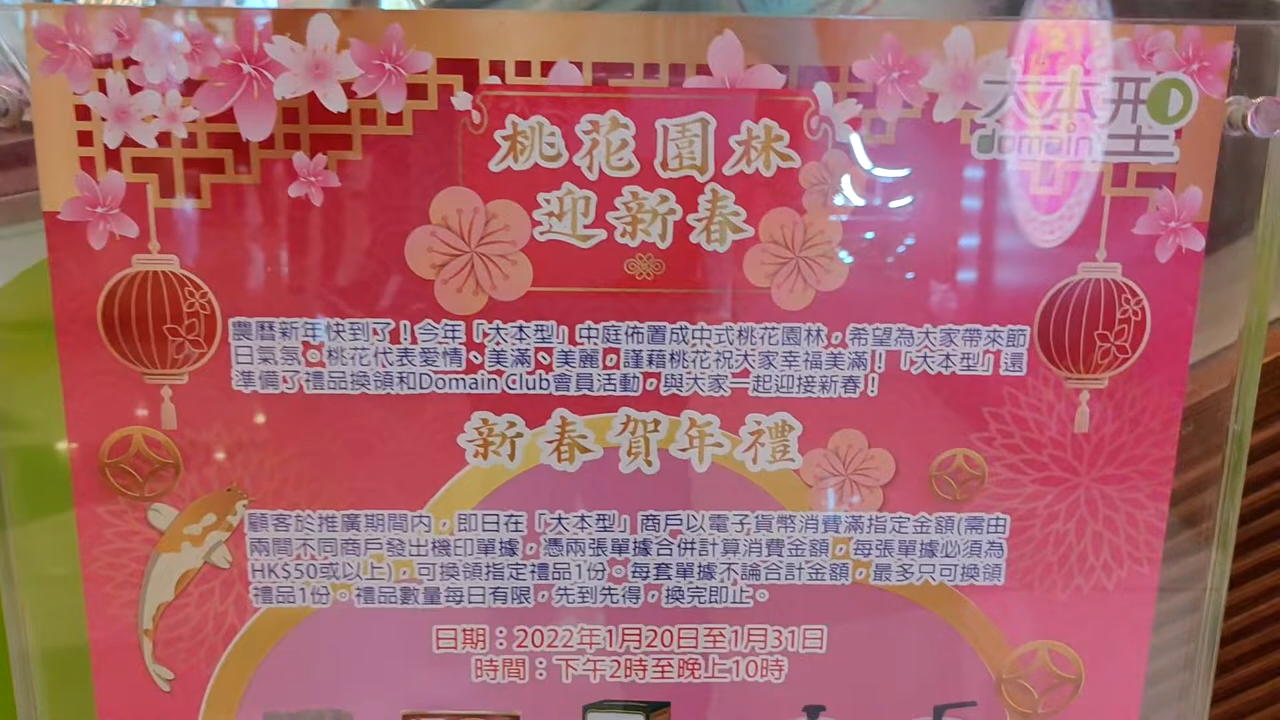 大本型
domain
桃花園林
迎新春
農曆新年快到了！今年「大本型」中庭佈置成中式桃花園林，希望為大家帶來節
日氣氛。桃花代表愛情、美滿、美麗，謹藉桃花祝大家幸福美滿！「大本型」還
準備了禮品換領和Domain Club會員活動，與大家一起迎接新春！
新春賀年禮
顧客於推廣期間內，即日在「大本型」商戶以電子貨幣消費滿指定金額(需由
兩間不同商戶發出機印單據，憑兩張單據合併計算消費金額，每張單據必須為
HK$50或以上)，可換領指定禮品1份。每套單據不論合計金額，最多只可換領
禮品1份。禮品數量每日有限，先到先得，換完即止。
日期：2022年1月20日至1月31日
時間：下午2時至晚上10時